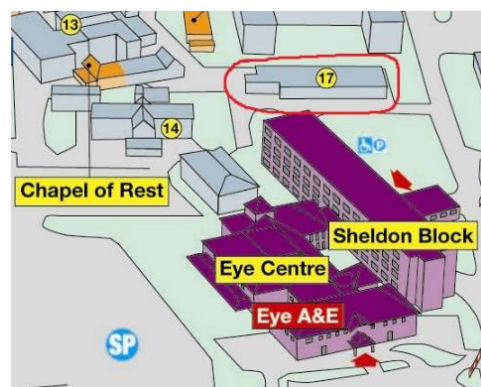 13
17
14
P
Chapel of Rest
Sheldon Block
Eye Centre
Eye A&E
SP